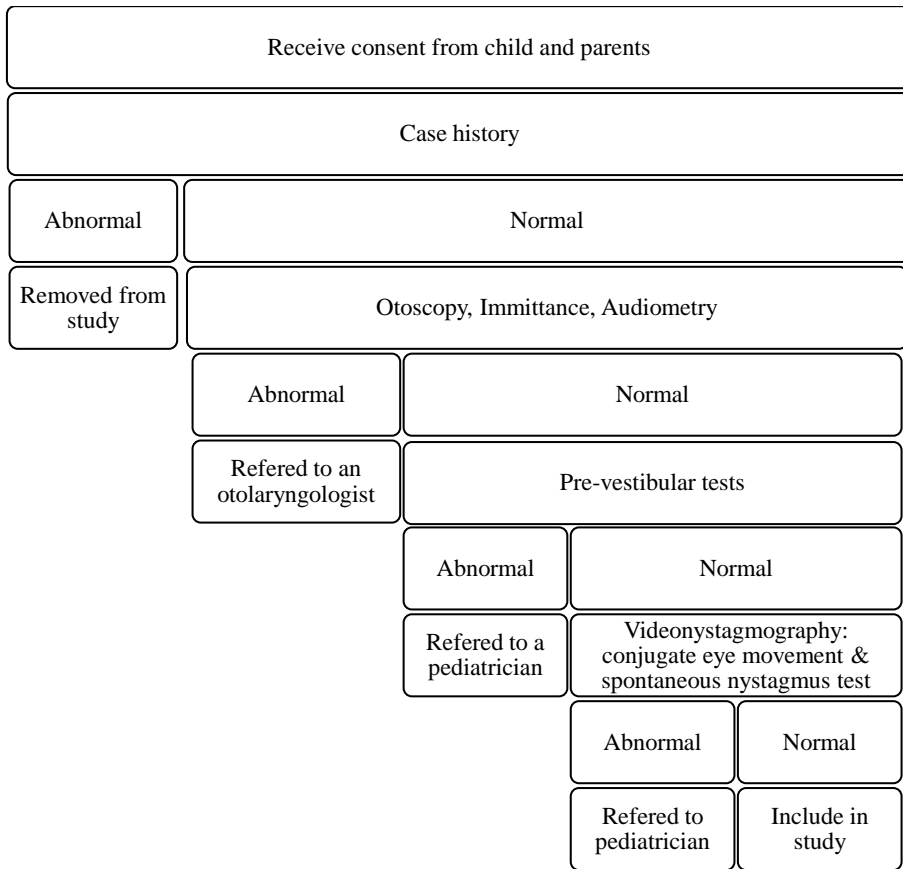 Receive consent from child and parents
Case history
Abnormal
Normal
Removed from
study
Otoscopy, Immittance, Audiometry
Abnormal
Normal
Refered to an
otolaryngologist
Pre-vestibular tests
Abnormal
Normal
Refered to a
pediatrician
Videonystagmography:
conjugate eye movement &
spontaneous nystagmus test
Abnormal
Normal
Refered to
pediatrician
Include in
study